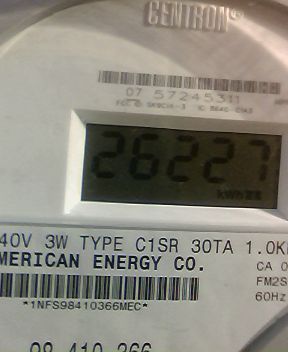 CENTRON®
07 57245311
26227
kWh
40V 3W TYPE C1SR 30TA 1.0K
MERICAN ENERGY CO.
CA 0
FM2S
60Hz
*1NFS98410366MEC*
98 410 366